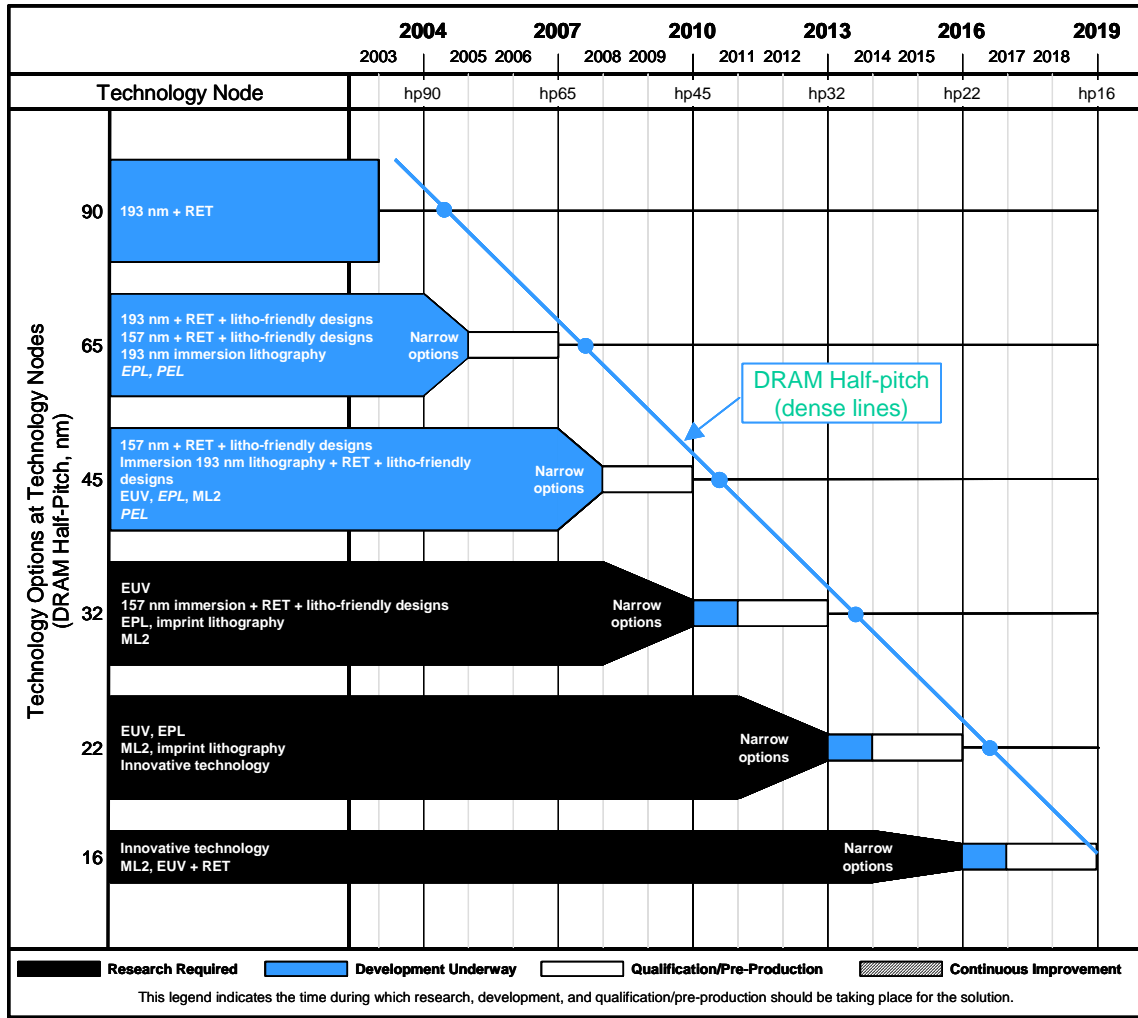 2004 2007 2010 2013 2016 2019
2003 2005 2006 2008 2009 2011 2012 2014 2015 2017 2018
Technology Node hp90 hp65 hp45 hp32 hp22 hp16
Technology Options at Technology Nodes
(DRAM Half-Pitch, nm)
90
193 nm + RET
65
193 nm + RET + litho-friendly designs
157 nm + RET + litho-friendly designs
193 nm immersion lithography
EPL, PEL
Narrow
options
DRAM Half-pitch
(dense lines)
45
157 nm + RET + litho-friendly designs
Immersion 193 nm lithography + RET + litho-friendly
designs
EUV, EPL, ML2
PEL
Narrow
options
32
EUV
157 nm immersion + RET + litho-friendly designs
EPL, imprint lithography
ML2
Narrow
options
22
EUV, EPL
ML2, imprint lithography
Innovative technology
Narrow
options
16
Innovative technology
ML2, EUV + RET
Narrow
options
Research Required Development Underway Qualification/Pre-Production Continuous Improvement
This legend indicates the time during which research, development, and qualification/pre-production should be taking place for the solution.